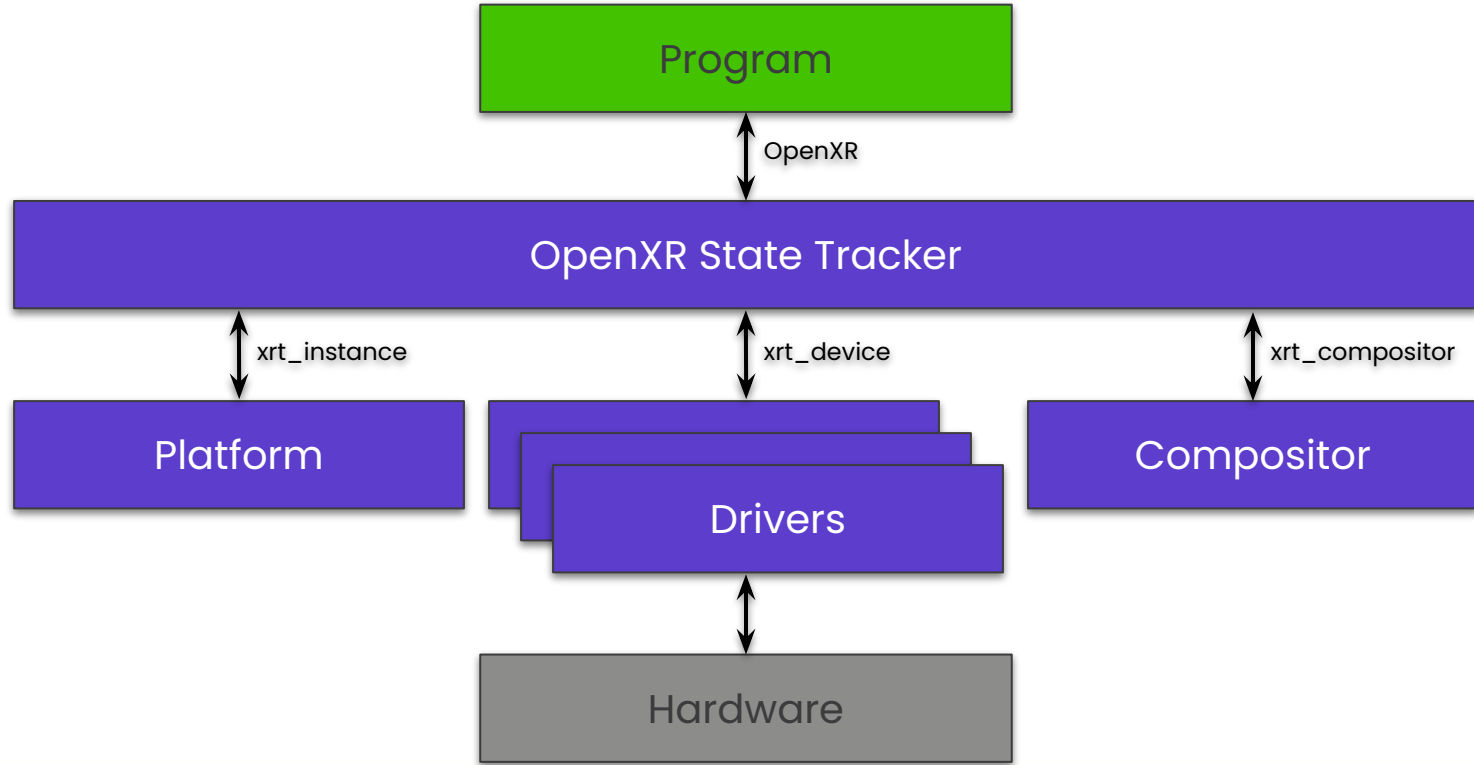 Program
OpenXR
OpenXR State Tracker
xrt_instance
xrt_device
xrt_compositor
Platform
Drivers
Compositor
Hardware